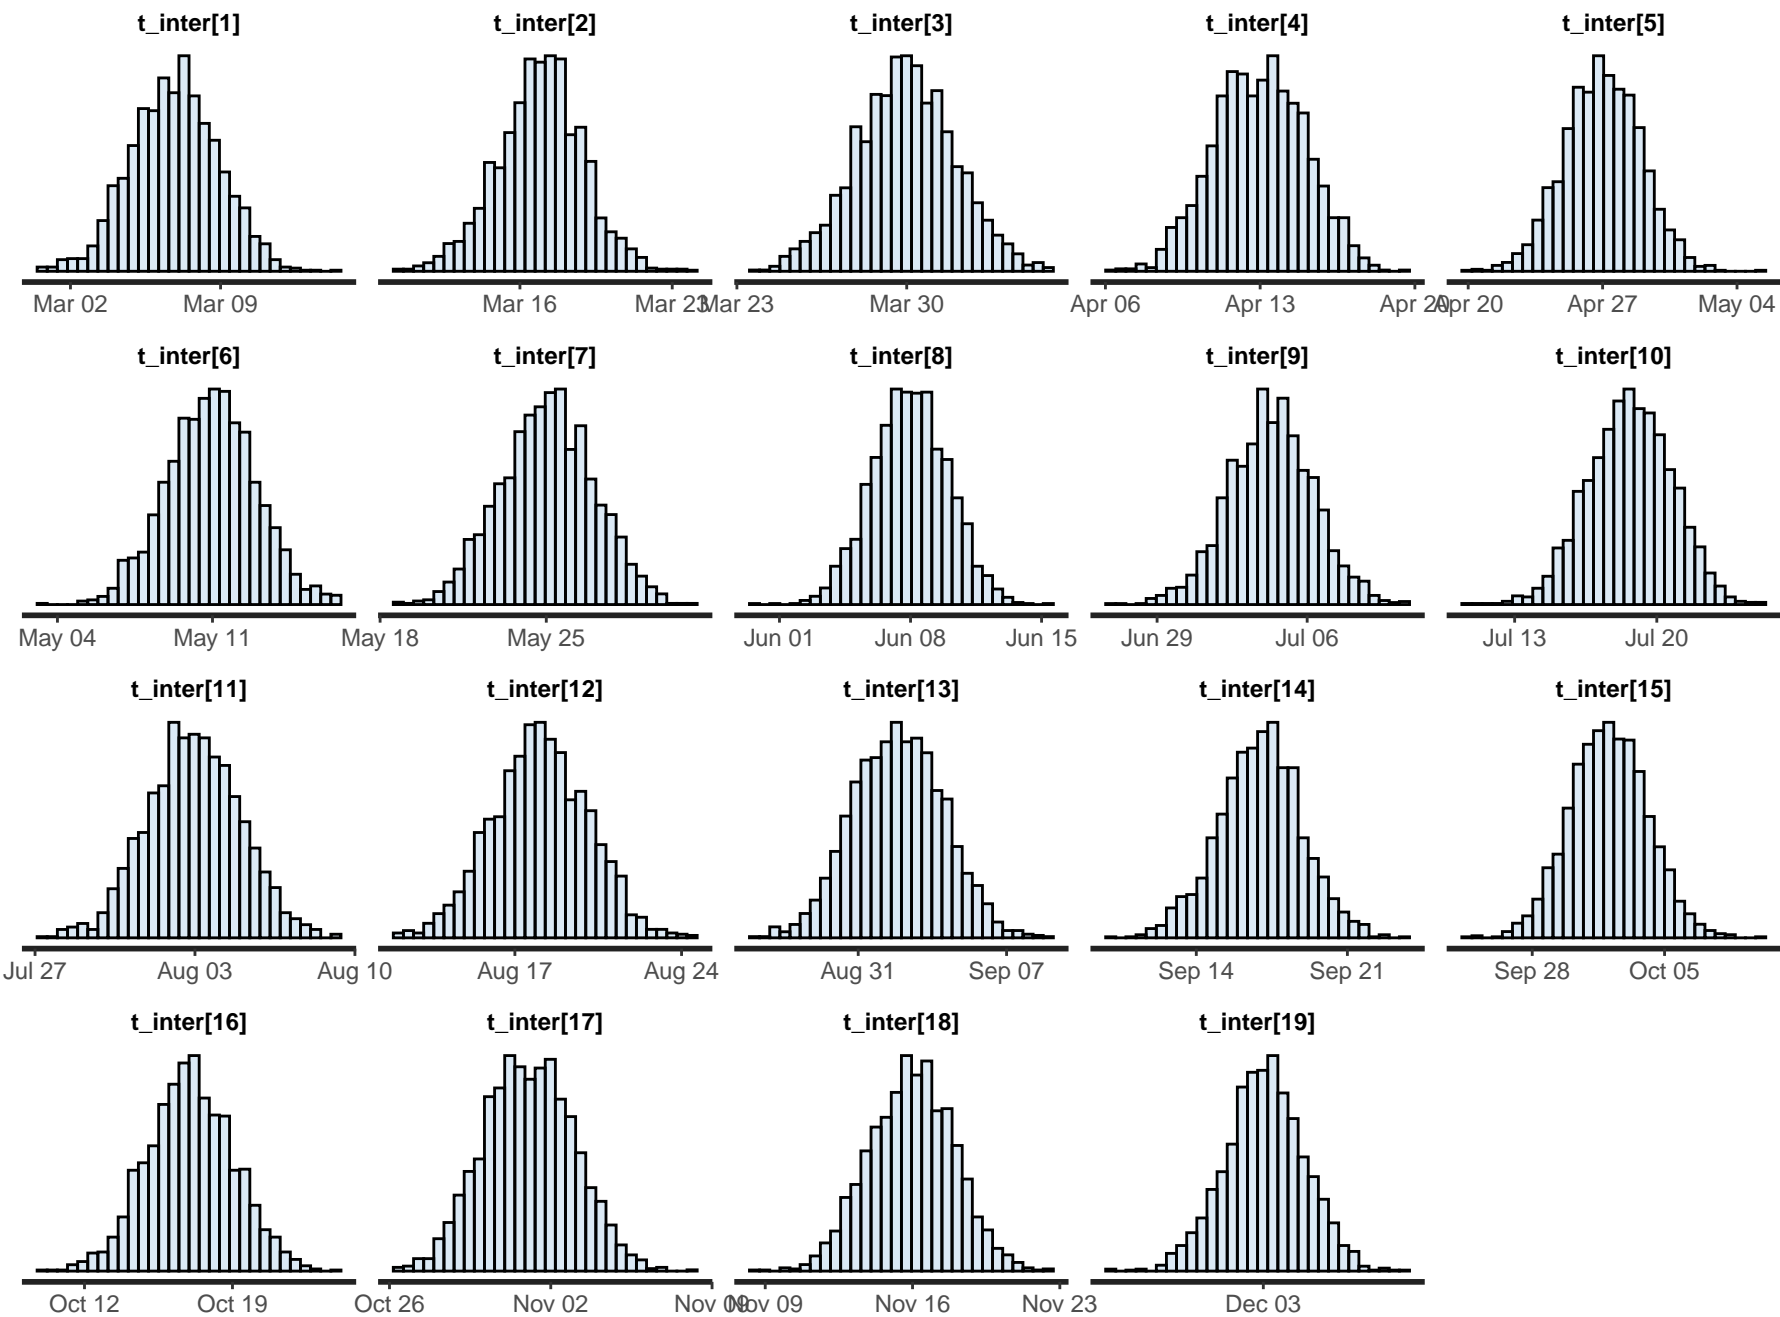 t_inter[1] t_inter[2] t_inter[3] t_inter[4] t_inter[5]
Mar 02 Mar 09 Mar 16 Mar 23 Mar 23 Mar 30 Apr 06 Apr 13 Apr 20 Apr 20 Apr 27 May 04
t_inter[6] t_inter[7] t_inter[8] t_inter[9] t_inter[10]
May 04 May 11 May 18 May 25 Jun 01 Jun 08 Jun 15 Jun 29 Jul 06 Jul 13 Jul 20
t_inter[11] t_inter[12] t_inter[13] t_inter[14] t_inter[15]
Jul 27 Aug 03 Aug 10 Aug 17 Aug 24 Aug 31 Sep 07 Sep 14 Sep 21 Sep 28 Oct 05
t_inter[16] t_inter[17] t_inter[18] t_inter[19]
Oct 12 Oct 19 Oct 26 Nov 02 Nov 09 Nov 09 Nov 16 Nov 23 Dec 03